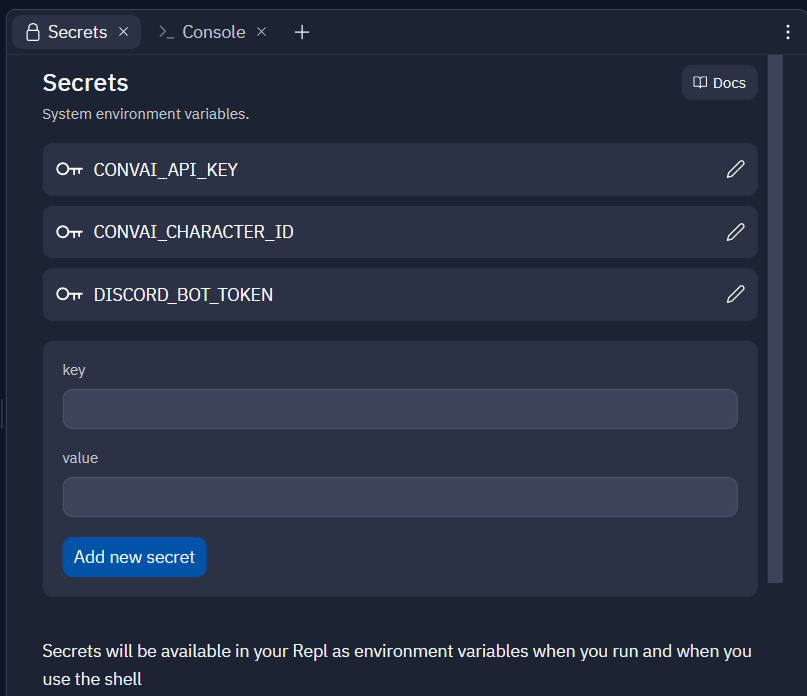 Secrets
Console
Secrets
Docs
System environment variables.
CONVAI_API_KEY
CONVAI_CHARACTER_ID
DISCORD_BOT_TOKEN
key
value
Add new secret
Secrets will be available in your Repl as environment variables when you run and when you
use the shell